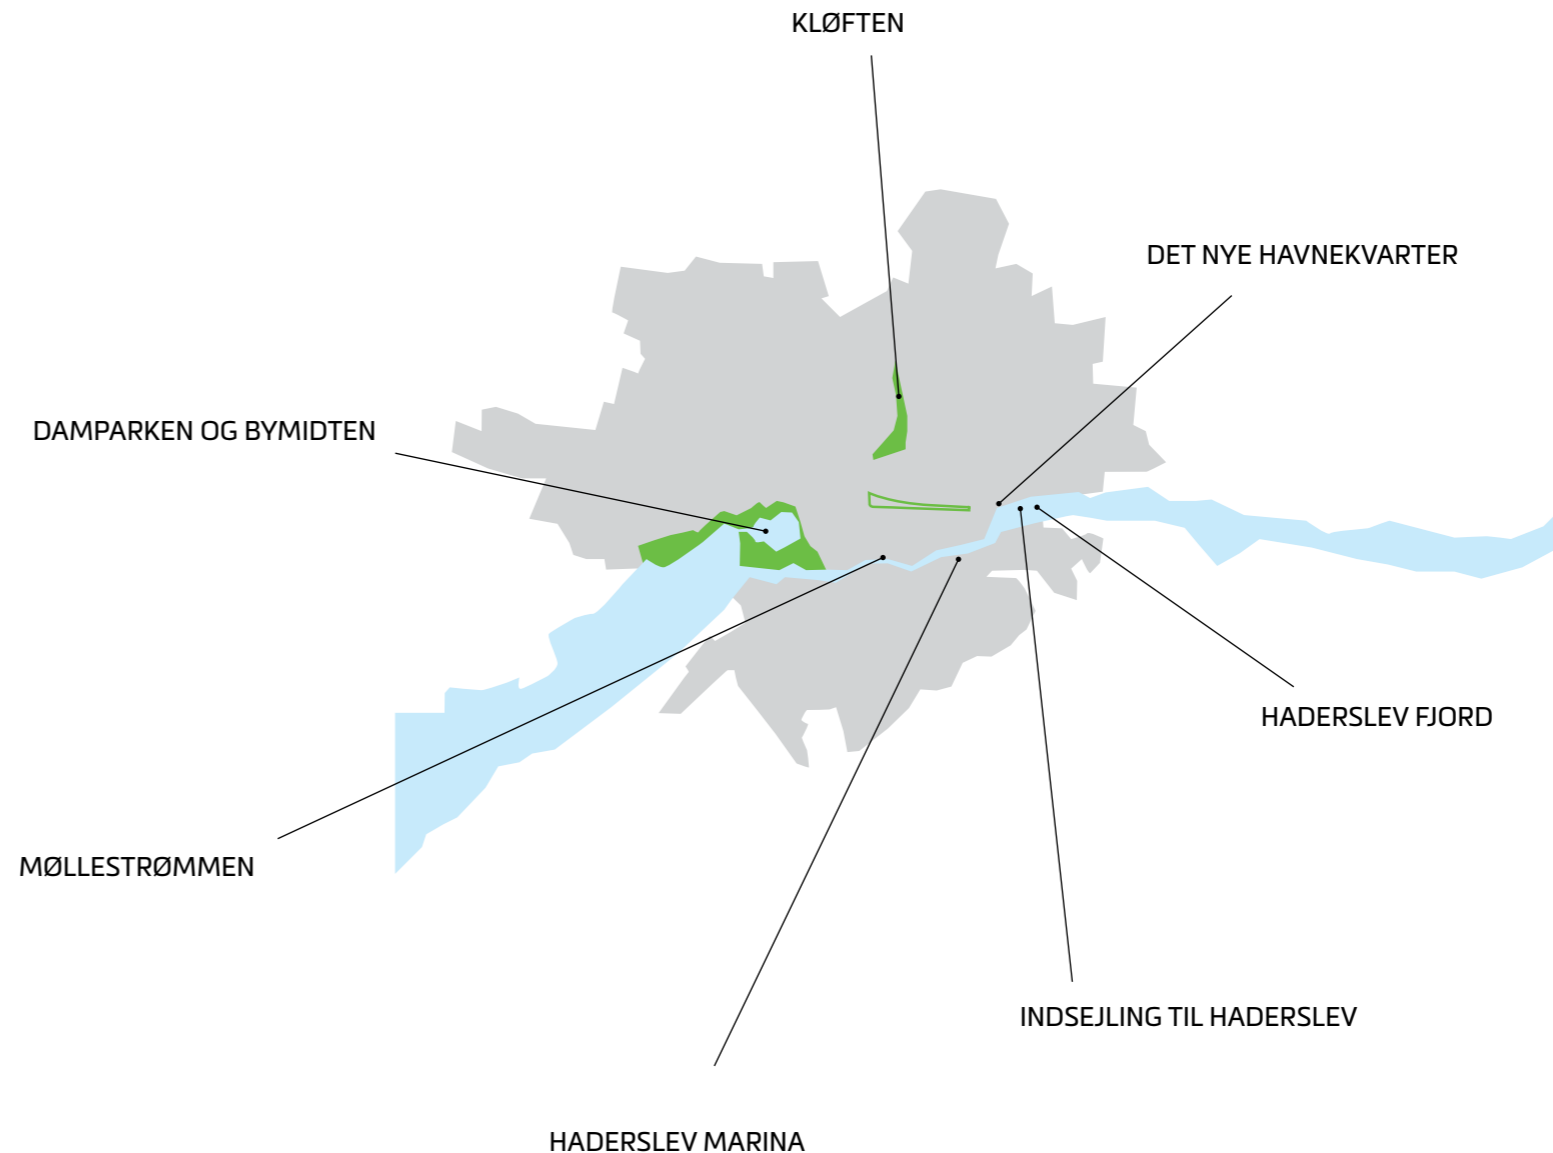 KLØFTEN
DET NYE HAVNEKVARTER
DAMPARKEN OG BYMIDTEN
HADERSLEV FJORD
MØLLESTRØMMEN
INDSEJLING TIL HADERSLEV
HADERSLEV MARINA